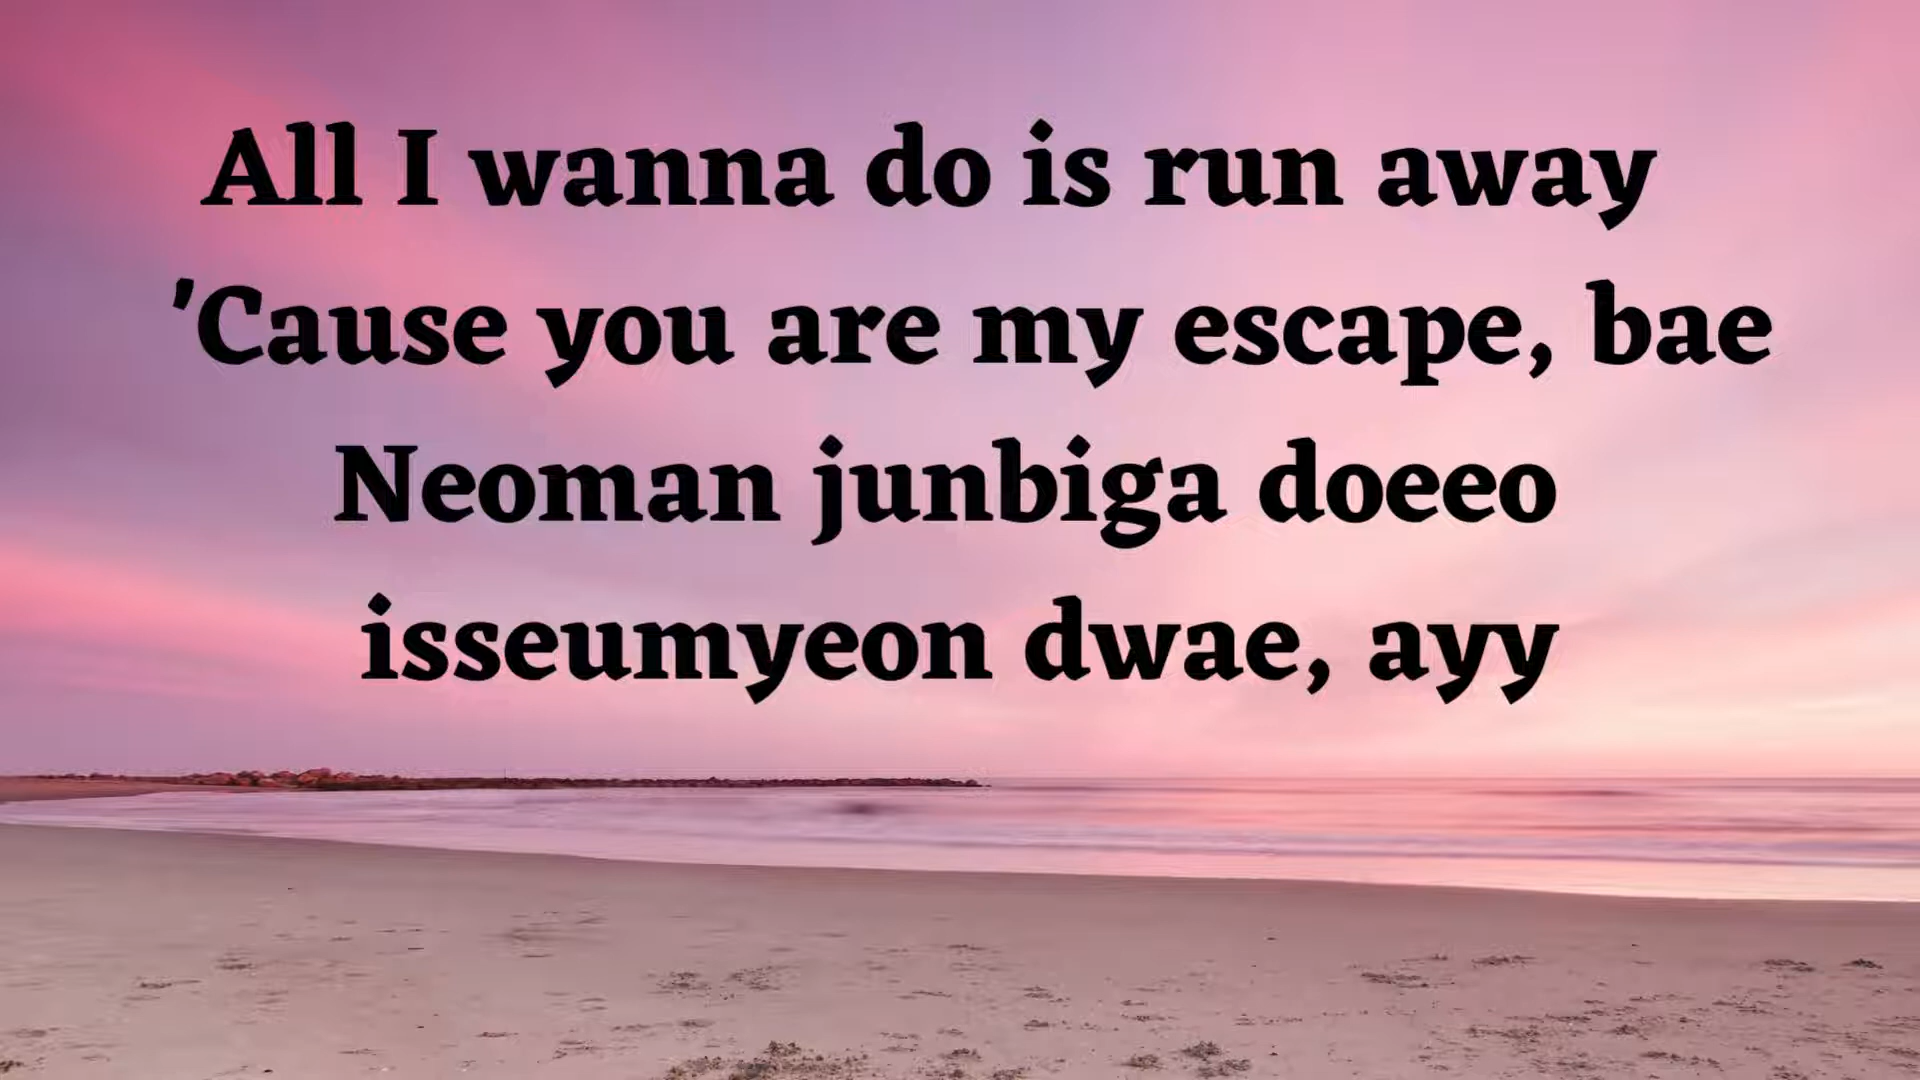 All I wanna do is run away
'Cause you are my escape, bae
Neoman junbiga doeeo
isseumyeon dwae, ayy